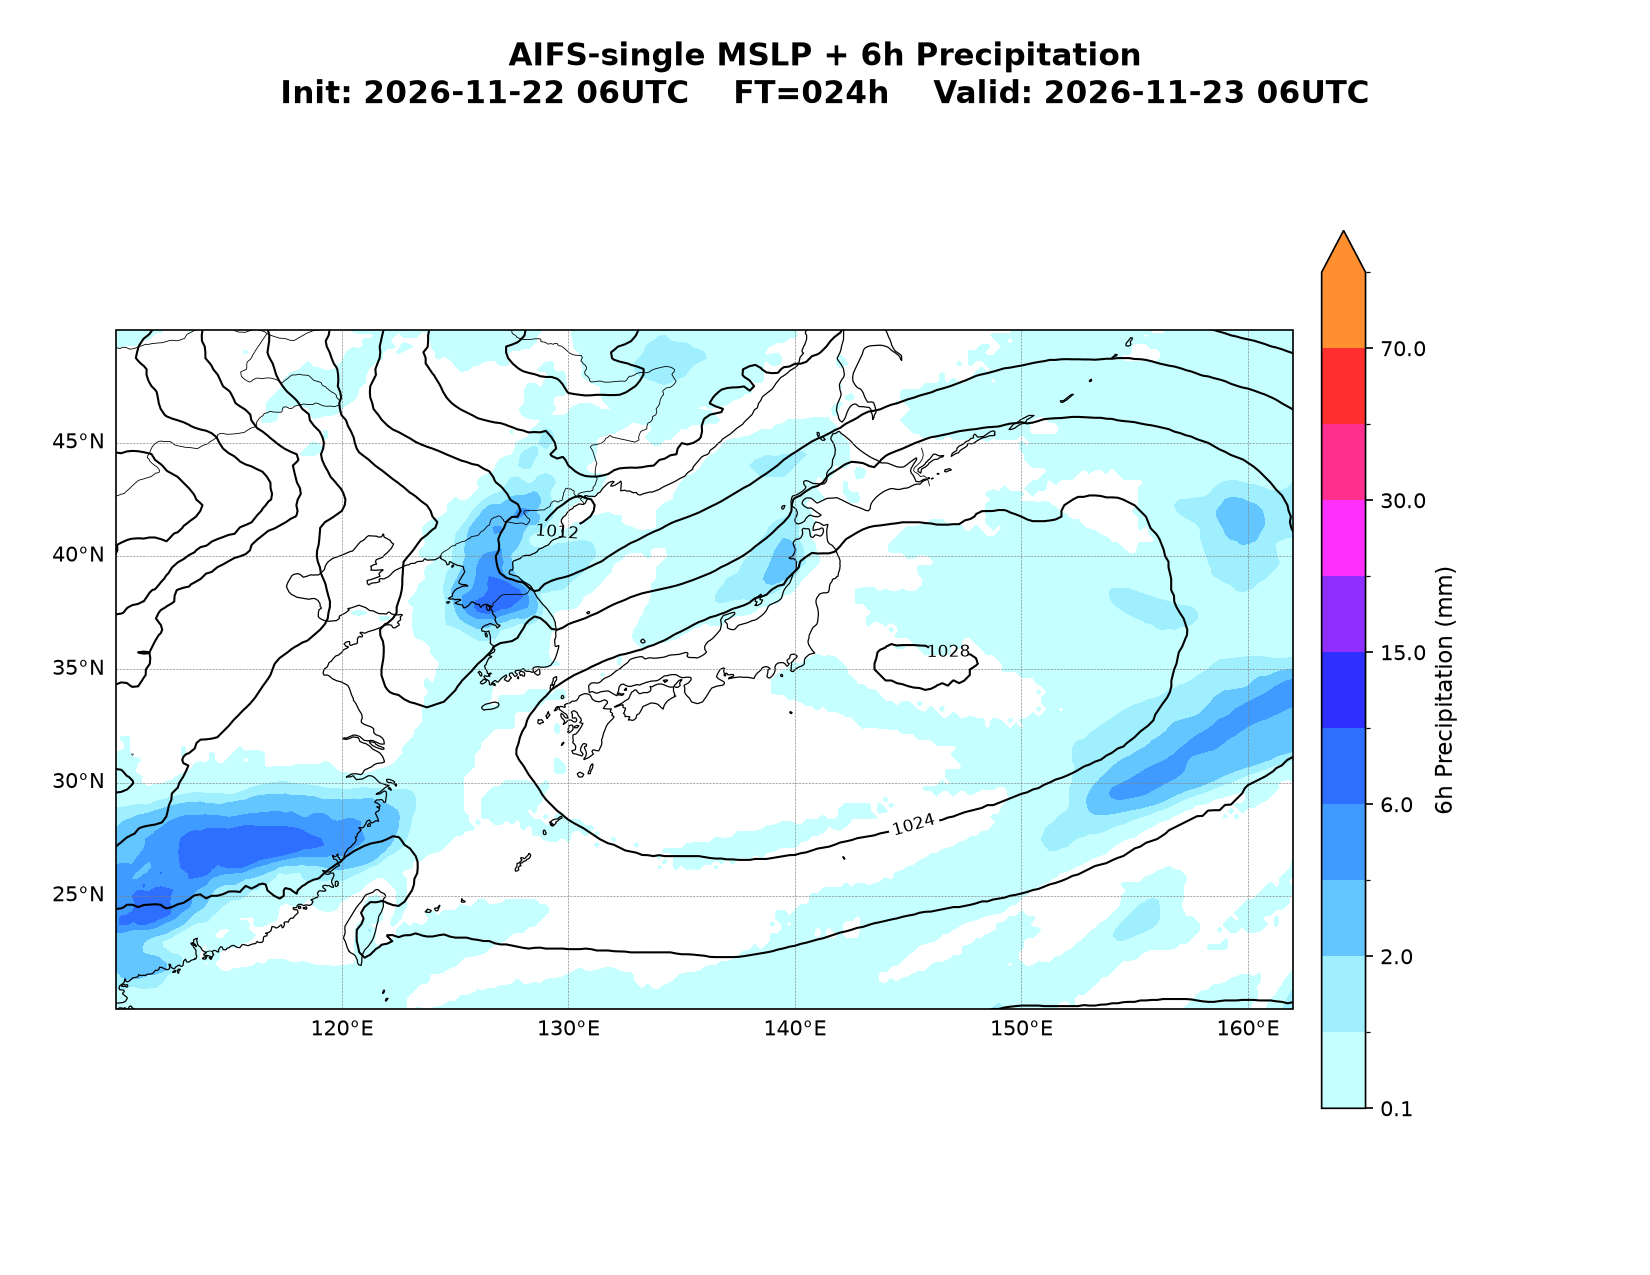 AIFS-single MSLP + 6h Precipitation
Init: 2026-11-22 06UTC    FT=024h    Valid: 2026-11-23 06UTC
45°N
40°N
35°N
30°N
25°N
120°E
130°E
140°E
150°E
160°E
1012
1028
1024
70.0
30.0
15.0
6.0
2.0
0.1
6h Precipitation (mm)